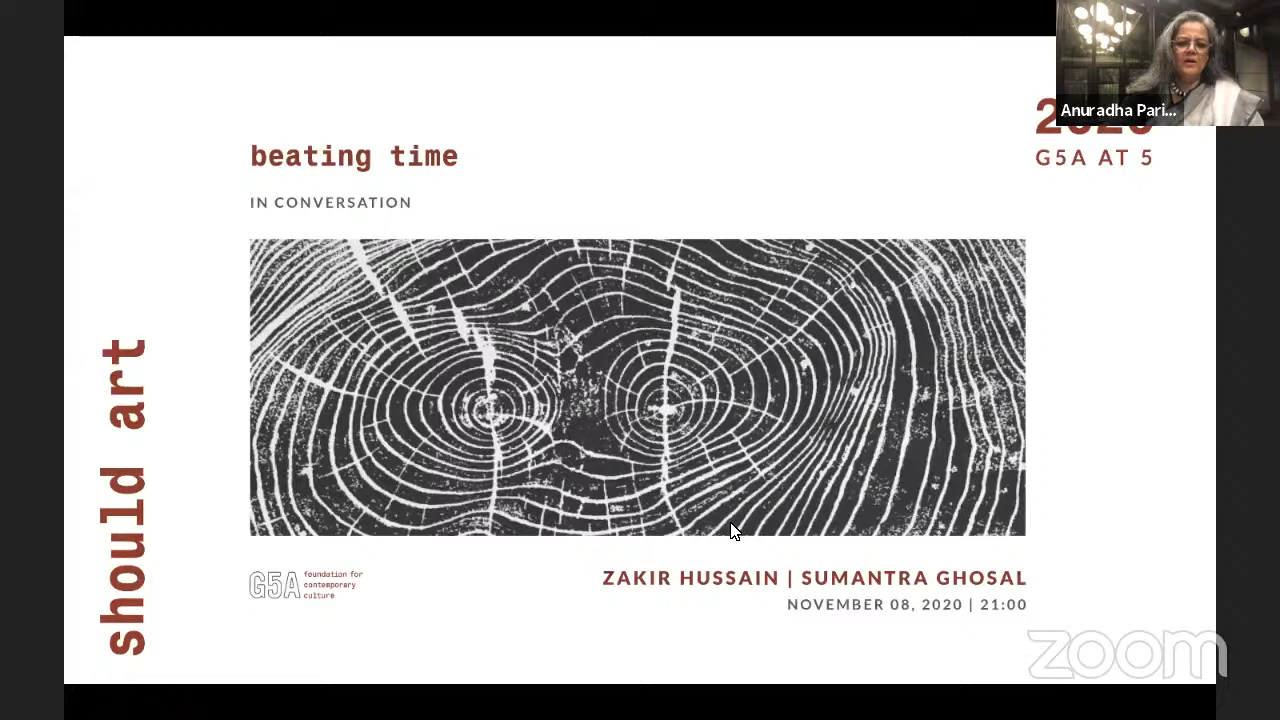 Anuradha Pari...
G5A AT 5
beating time
IN CONVERSATION
should art
G5A
foundation for
contemporary
culture
ZAKIR HUSSAIN | SUMANTRA GHOSAL
NOVEMBER 08, 2020 | 21:00
zoom